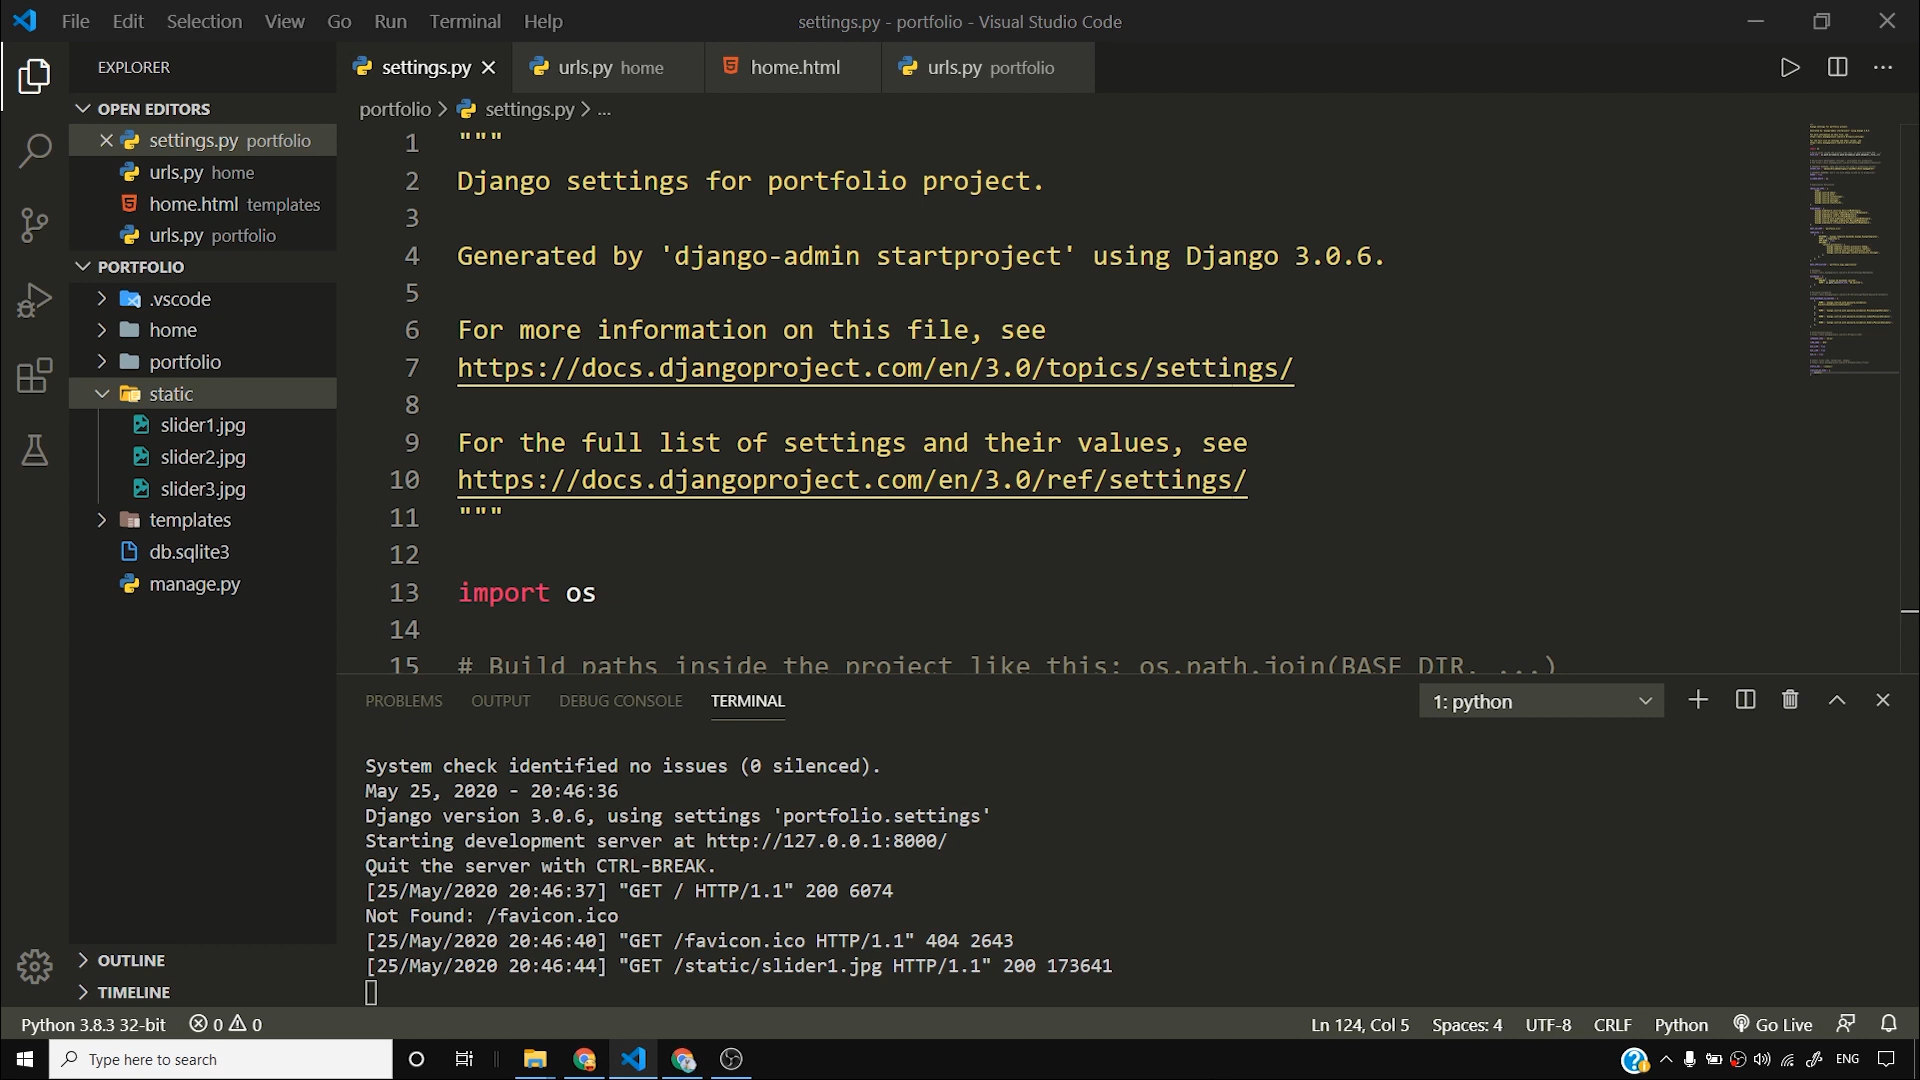 File Edit Selection View Go Run Terminal Help
settings.py - portfolio - Visual Studio Code
EXPLORER
OPEN EDITORS
settings.py portfolio
urls.py home
home.html templates
urls.py portfolio
PORTFOLIO
.vscode
home
portfolio
static
slider1.jpg
slider2.jpg
slider3.jpg
templates
db.sqlite3
manage.py
OUTLINE
TIMELINE
settings.py urls.py home home.html urls.py portfolio
portfolio > settings.py > ...
1 """
2 Django settings for portfolio project.
3
4 Generated by 'django-admin startproject' using Django 3.0.6.
5
6 For more information on this file, see
7 https://docs.djangoproject.com/en/3.0/topics/settings/
8
9 For the full list of settings and their values, see
10 https://docs.djangoproject.com/en/3.0/ref/settings/
11 """
12
13 import os
14
15 # Build paths inside the project like this: os.path.join(BASE_DIR, ...)
PROBLEMS OUTPUT DEBUG CONSOLE TERMINAL 1: python
System check identified no issues (0 silenced).
May 25, 2020 - 20:46:36
Django version 3.0.6, using settings 'portfolio.settings'
Starting development server at http://127.0.0.1:8000/
Quit the server with CTRL-BREAK.
[25/May/2020 20:46:37] "GET / HTTP/1.1" 200 6074
Not Found: /favicon.ico
[25/May/2020 20:46:40] "GET /favicon.ico HTTP/1.1" 404 2643
[25/May/2020 20:46:44] "GET /static/slider1.jpg HTTP/1.1" 200 173641
Python 3.8.3 32-bit 0 0 Ln 124, Col 5 Spaces: 4 UTF-8 CRLF Python Go Live
Type here to search ENG